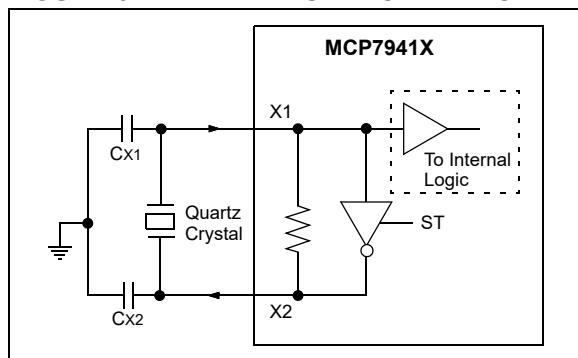 MCP7941X
X1
CX1
To Internal
Logic
Quartz
Crystal
ST
CX2
X2